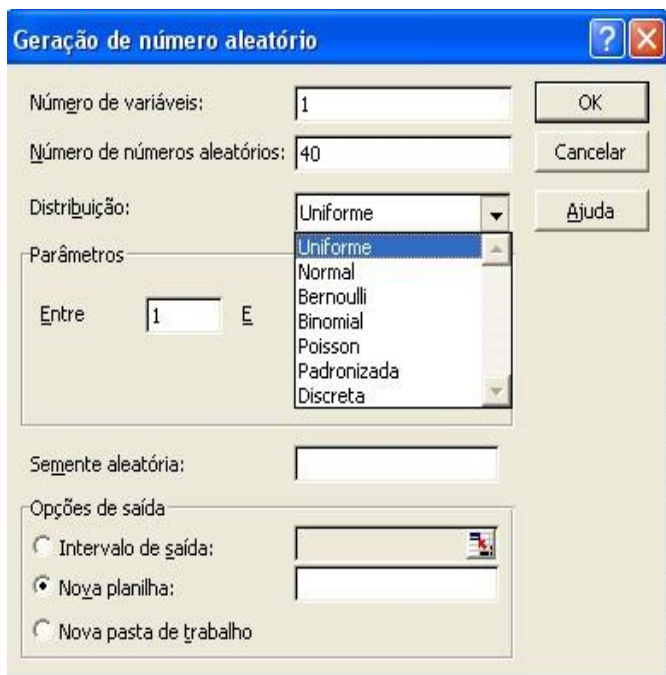 Geração de número aleatório
Número de variáveis: 1 OK
Número de números aleatórios: 40 Cancelar
Distribuição: Uniforme Ajuda
Uniforme
Normal
Bernoulli
Binomial
Poisson
Padronizada
Discreta
Parâmetros
Entre 1 E
Semente aleatória:
Opções de saída
Intervalo de saída:
Nova planilha:
Nova pasta de trabalho